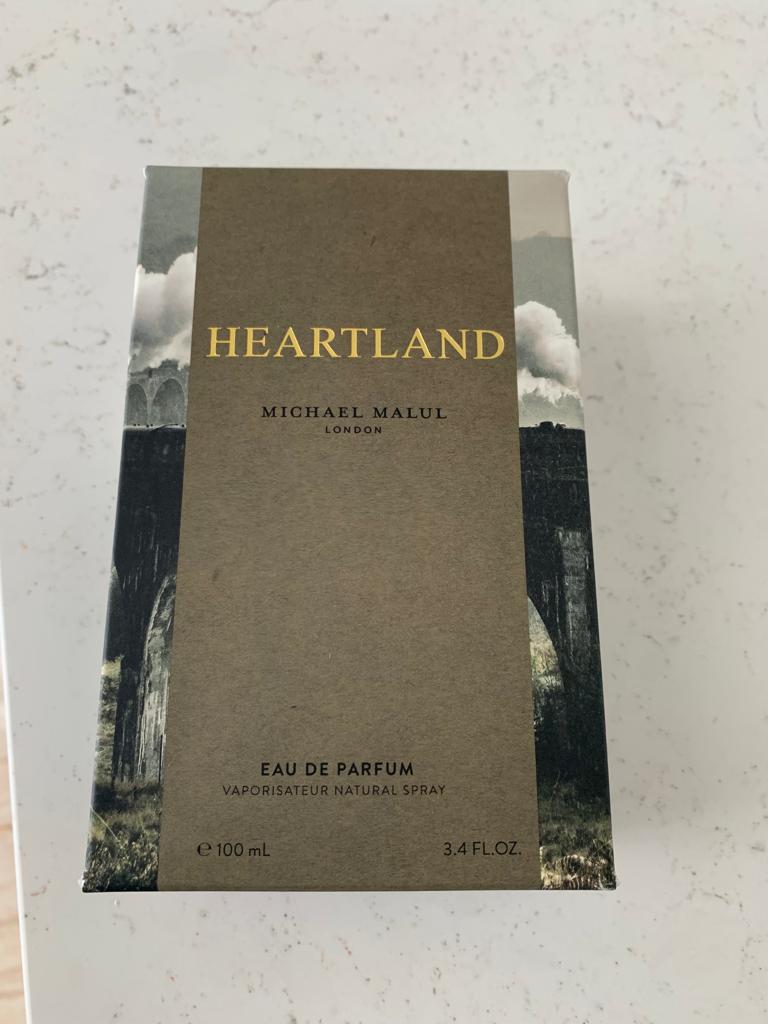 HEARTLAND
MICHAEL MALUL
LONDON
EAU DE PARFUM
VAPORISATEUR NATURAL SPRAY
℮ 100 mL 3.4 FL.OZ.